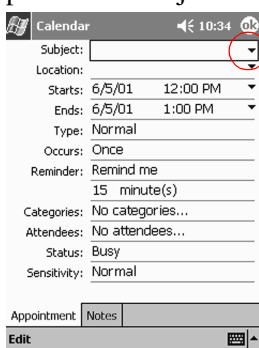 Calendar 10:34 ok
Subject:
Location:
Starts: 6/5/01 12:00 PM
Ends: 6/5/01 1:00 PM
Type: Normal
Occurs: Once
Reminder: Remind me
15 minute(s)
Categories: No categories...
Attendees: No attendees...
Status: Busy
Sensitivity: Normal
Appointment Notes
Edit